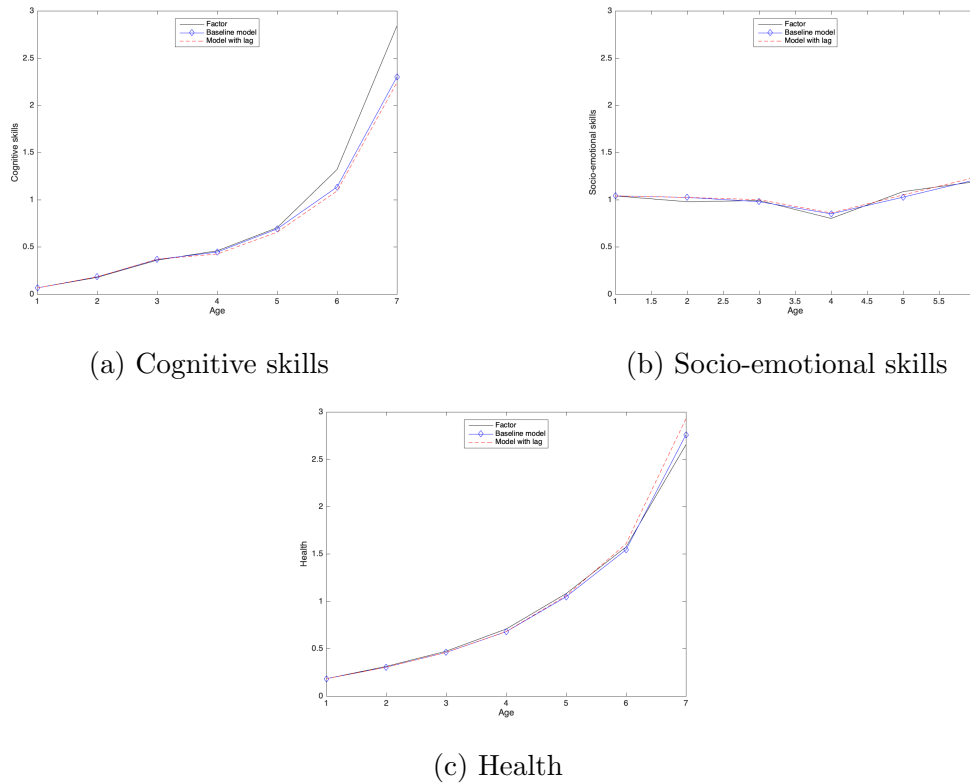 Factor
Baseline model
Model with lag
3
2.5
2
1.5
1
0.5
0
Cognitive skills
1 2 3 4 5 6 7
Age
(a) Cognitive skills
Factor
Baseline model
Model with lag
3
2.5
2
1.5
1
0.5
0
Socio-emotional skills
1 1.5 2 2.5 3 3.5 4 4.5 5 5.5
Age
(b) Socio-emotional skills
Factor
Baseline model
Model with lag
3
2.5
2
1.5
1
0.5
0
Health
1 2 3 4 5 6 7
Age
(c) Health